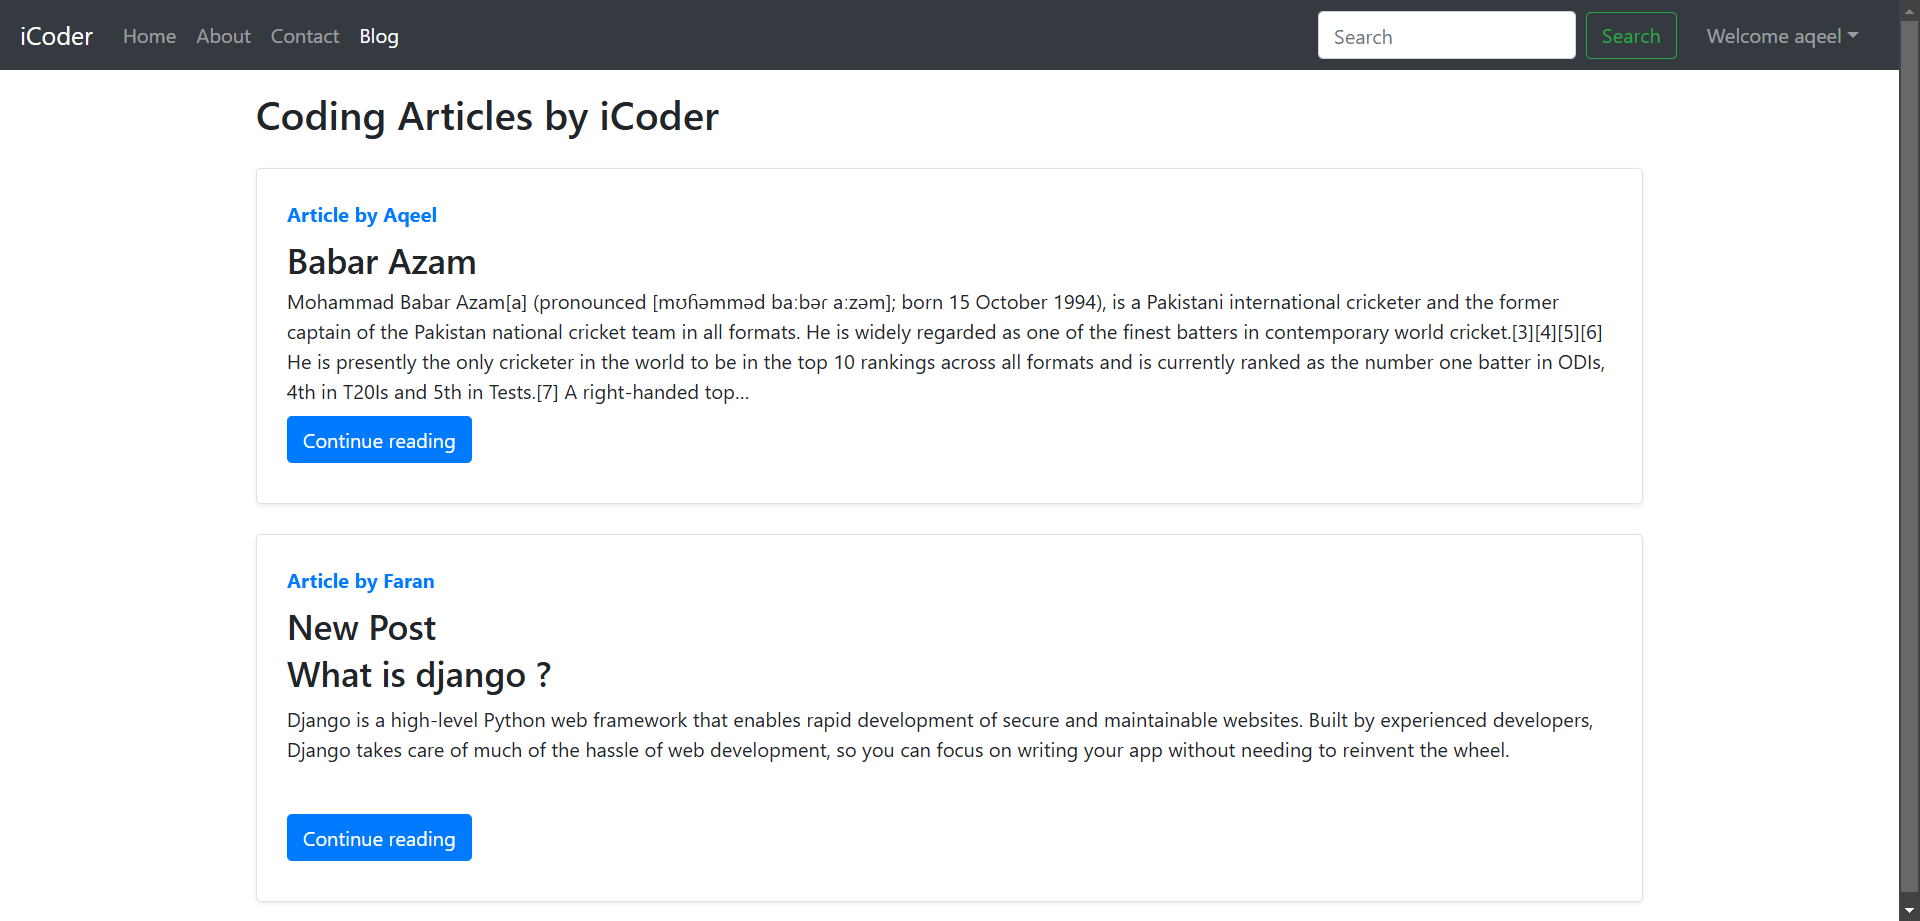 iCoder Home About Contact Blog Search Search Welcome aqeel
Coding Articles by iCoder
Article by Aqeel
Babar Azam
Mohammad Babar Azam[a] (pronounced [mʊɦəmməd baːbəɾ aːzəm]; born 15 October 1994), is a Pakistani international cricketer and the former
captain of the Pakistan national cricket team in all formats. He is widely regarded as one of the finest batters in contemporary world cricket.[3][4][5][6]
He is presently the only cricketer in the world to be in the top 10 rankings across all formats and is currently ranked as the number one batter in ODIs,
4th in T20Is and 5th in Tests.[7] A right-handed top…
Continue reading
Article by Faran
New Post
What is django ?
Django is a high-level Python web framework that enables rapid development of secure and maintainable websites. Built by experienced developers,
Django takes care of much of the hassle of web development, so you can focus on writing your app without needing to reinvent the wheel.
Continue reading